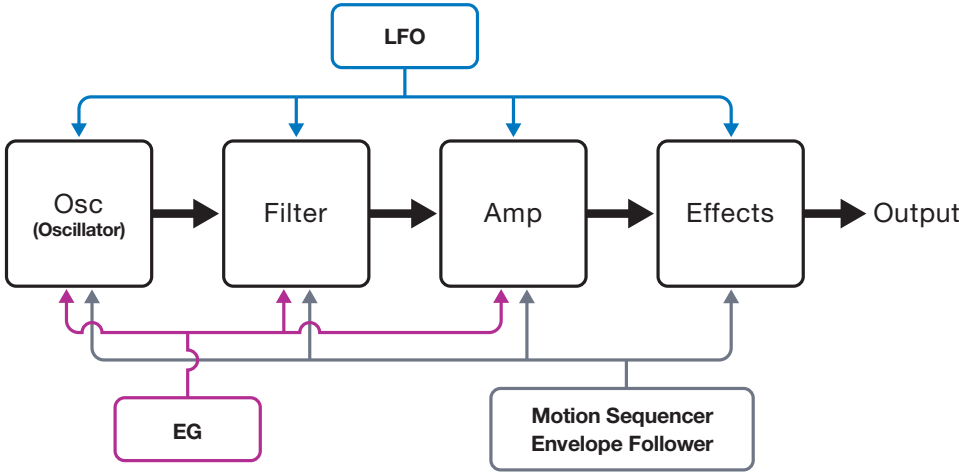 LFO
Osc
(Oscillator)
Filter
Amp
Effects
Output
EG
Motion Sequencer
Envelope Follower